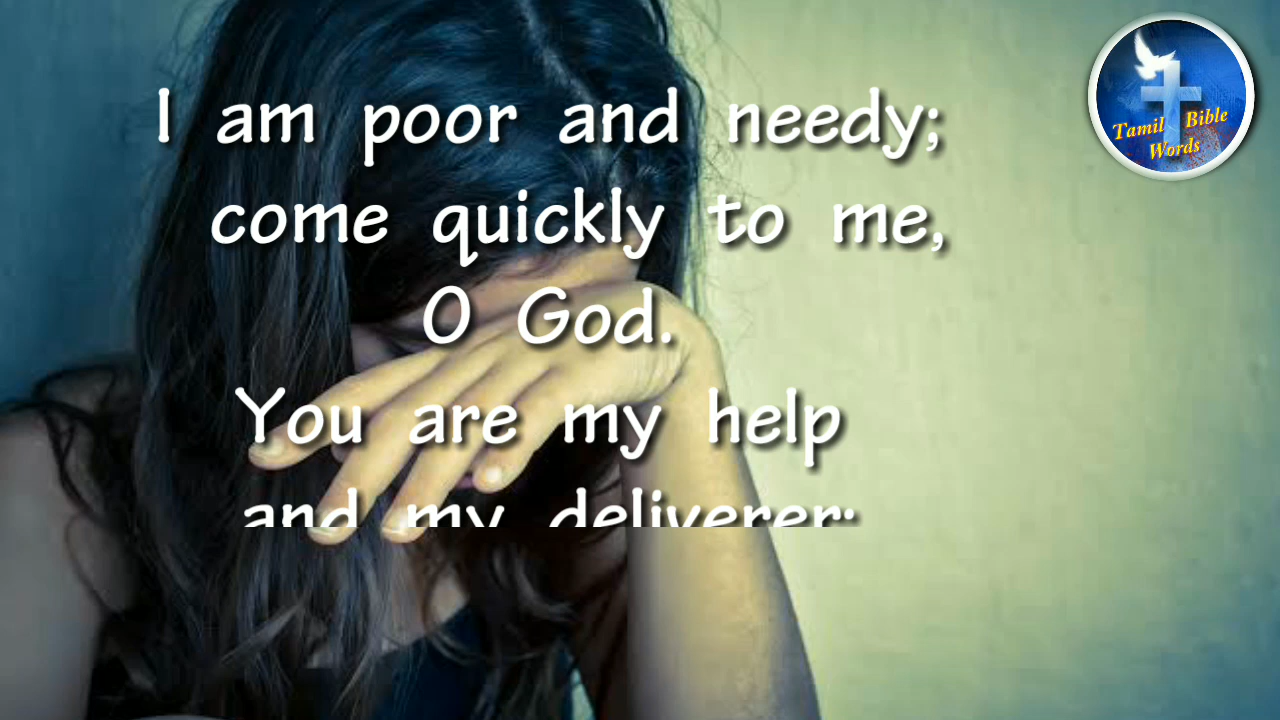 I am poor and needy;
come quickly to me,
O God.
You are my help
and my deliverer;
Tamil Bible
Words